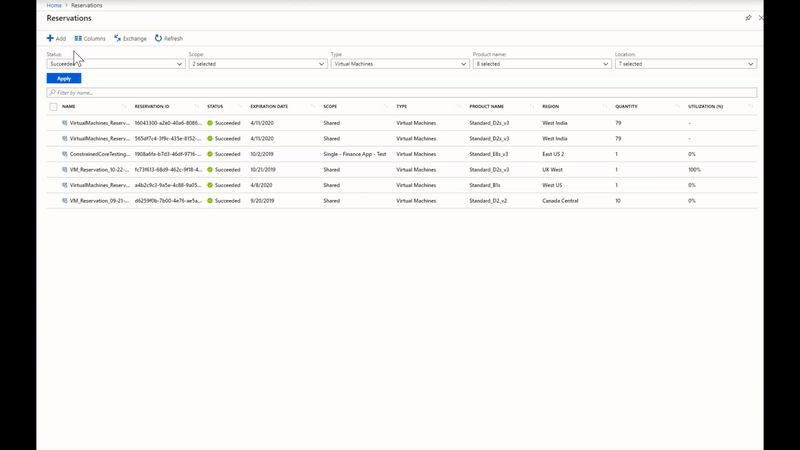 Home > Reservations
Reservations
Add Columns Exchange Refresh
Status: Scope: Type Product name: Location:
Succeeded 2 selected Virtual Machines 8 selected 7 selected
Apply
Filter by name...
NAME RESERVATION ID STATUS EXPIRATION DATE SCOPE TYPE PRODUCT NAME REGION QUANTITY UTILIZATION (%)
VirtualMachines_Reserv... 16043300-a2e0-40a6-8086... Succeeded 4/11/2020 Shared Virtual Machines Standard_D2s_v3 West India 79 -
VirtualMachines_Reserv... 565df7c4-3f9c-435e-8152-... Succeeded 4/11/2020 Shared Virtual Machines Standard_D2s_v3 West India 79 -
ConstrainedCoreTesting... 1908a6fa-b7d3-46df-9716-... Succeeded 10/2/2019 Single - Finance App - Test Virtual Machines Standard_E8s_v3 East US 2 1 0%
VM_Reservation_10-22-... fc73f613-68d9-462c-9f18-4... Succeeded 10/21/2019 Shared Virtual Machines Standard_D2s_v3 UK West 1 100%
VirtualMachines_Reserv... a4b2c9c3-9a5e-4c88-9a05... Succeeded 4/8/2020 Shared Virtual Machines Standard_B1s West US 1 0%
VM_Reservation_09-21-... d6259f0b-7b00-4e76-ae5a... Succeeded 9/20/2019 Shared Virtual Machines Standard_D2_v2 Canada Central 10 0%